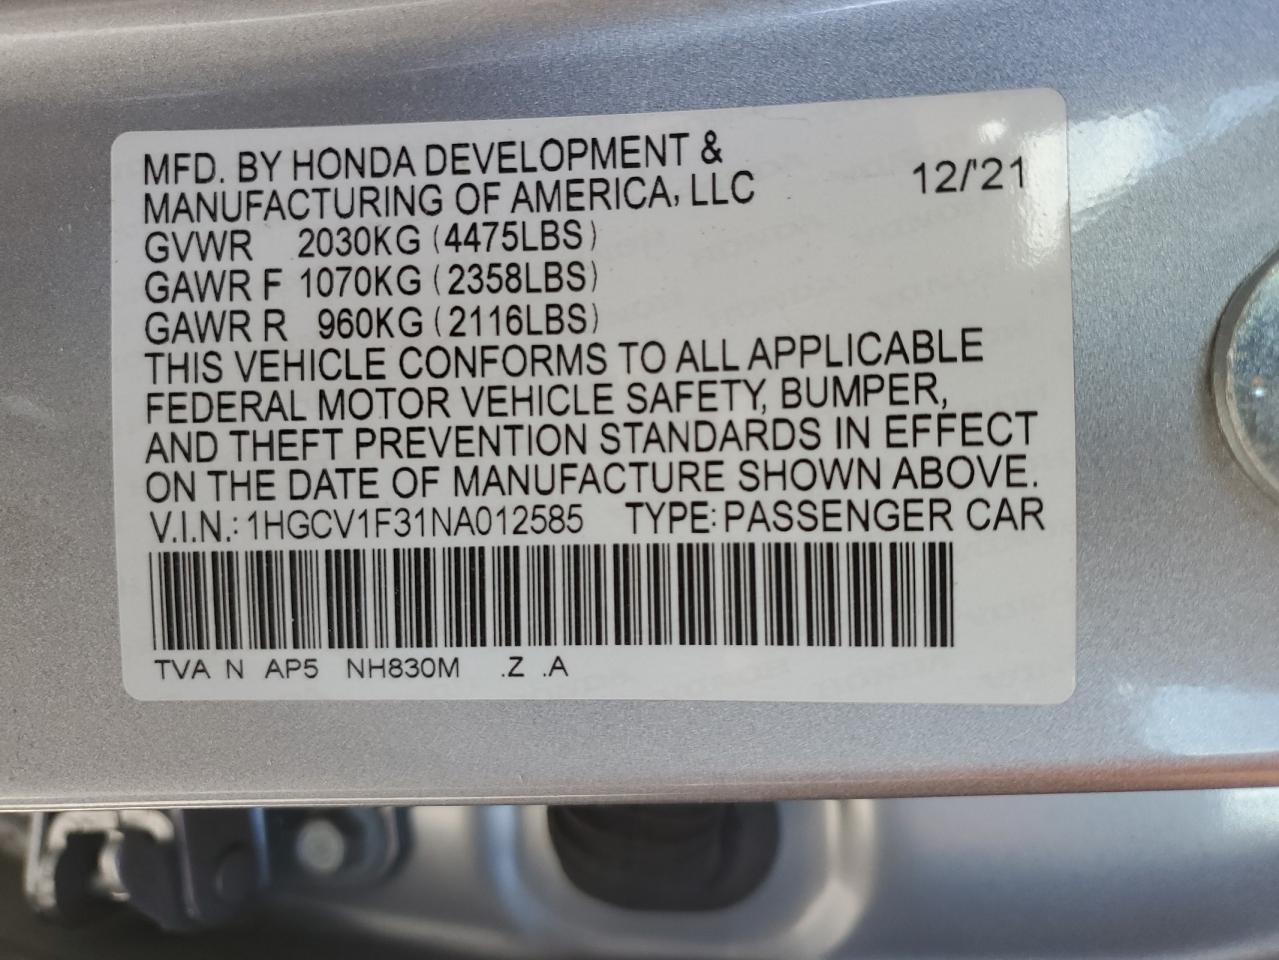 MFD. BY HONDA DEVELOPMENT &
MANUFACTURING OF AMERICA, LLC 12/'21
GVWR 2030KG (4475LBS)
GAWR F 1070KG (2358LBS)
GAWR R 960KG (2116LBS)
THIS VEHICLE CONFORMS TO ALL APPLICABLE
FEDERAL MOTOR VEHICLE SAFETY, BUMPER,
AND THEFT PREVENTION STANDARDS IN EFFECT
ON THE DATE OF MANUFACTURE SHOWN ABOVE.
V.I.N.: 1HGCV1F31NA012585 TYPE: PASSENGER CAR
TVA N AP5 NH830M .Z .A